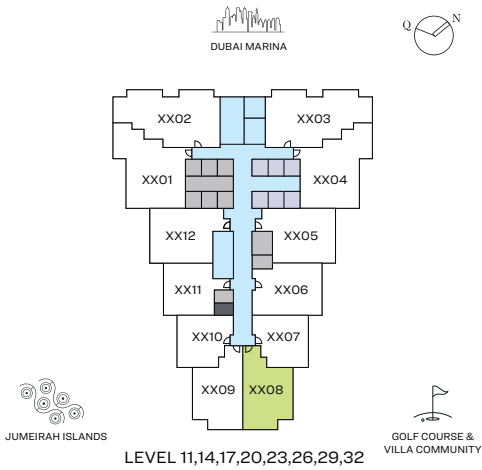 DUBAI MARINA
Q N
XX02 XX03
XX01 XX04
XX12 XX05
XX11 XX06
XX10 XX07
XX09 XX08
JUMEIRAH ISLANDS
GOLF COURSE &
VILLA COMMUNITY
LEVEL 11,14,17,20,23,26,29,32